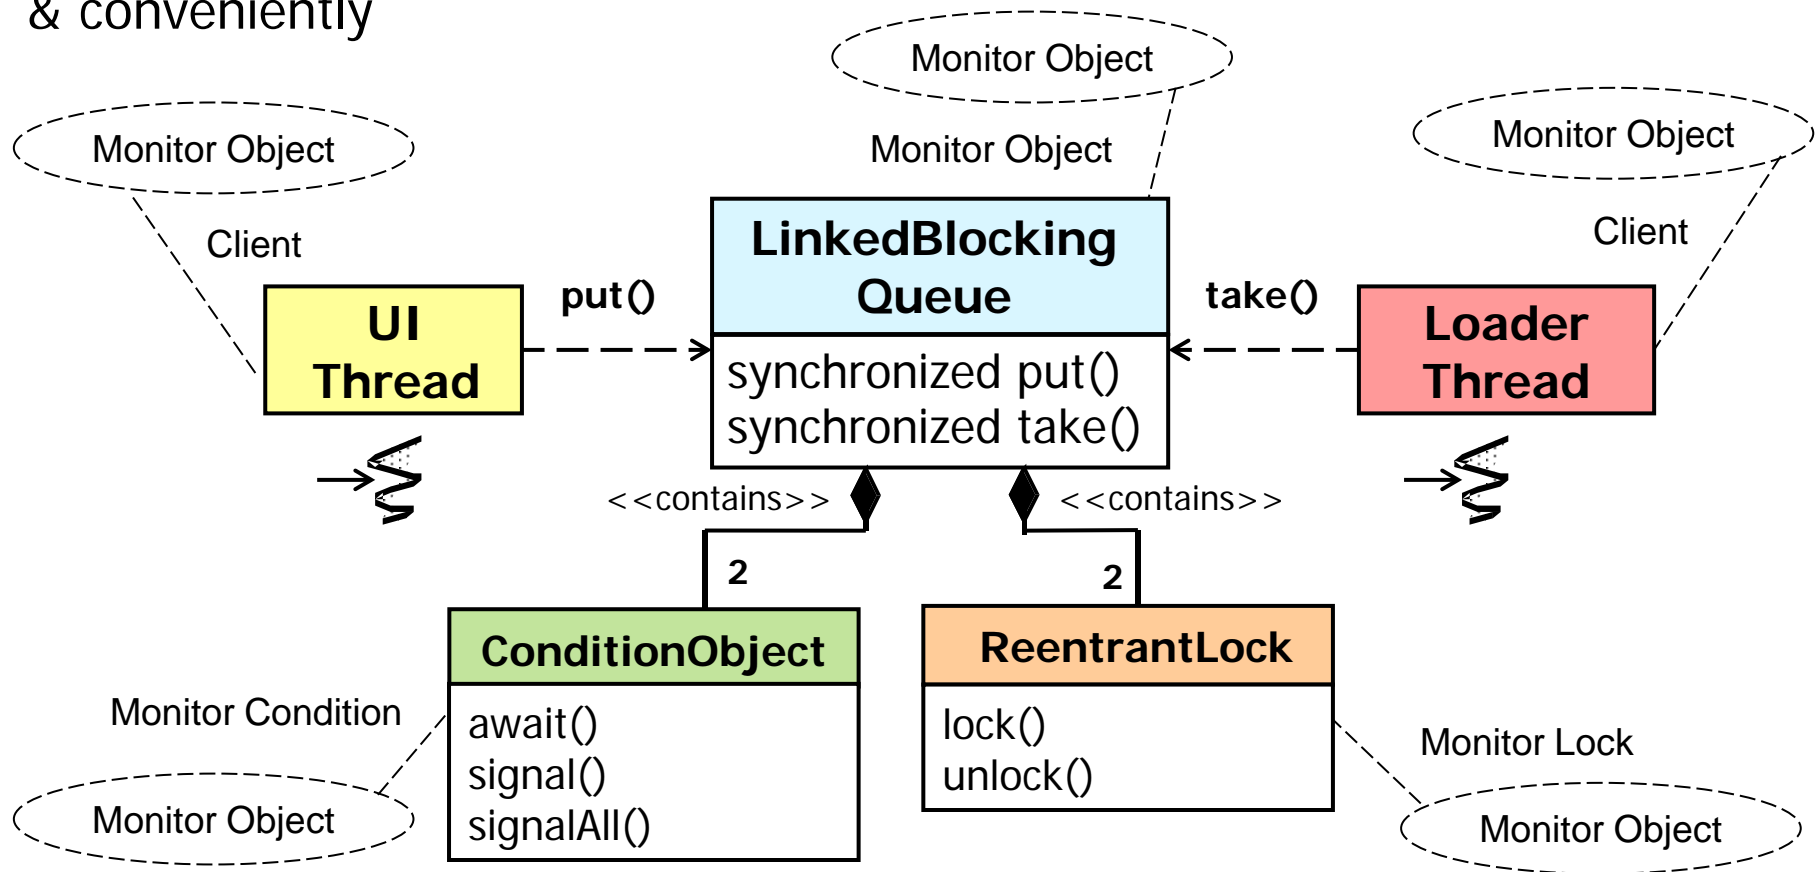 & conveniently
Monitor Object
Monitor Object
Monitor Object
Monitor Object
Client
Client
LinkedBlocking
Queue
put()
take()
UI
Thread
Loader
Thread
synchronized put()
synchronized take()
<<contains>>
<<contains>>
2
2
ConditionObject
ReentrantLock
Monitor Condition
await()
signal()
signalAll()
lock()
unlock()
Monitor Lock
Monitor Object
Monitor Object